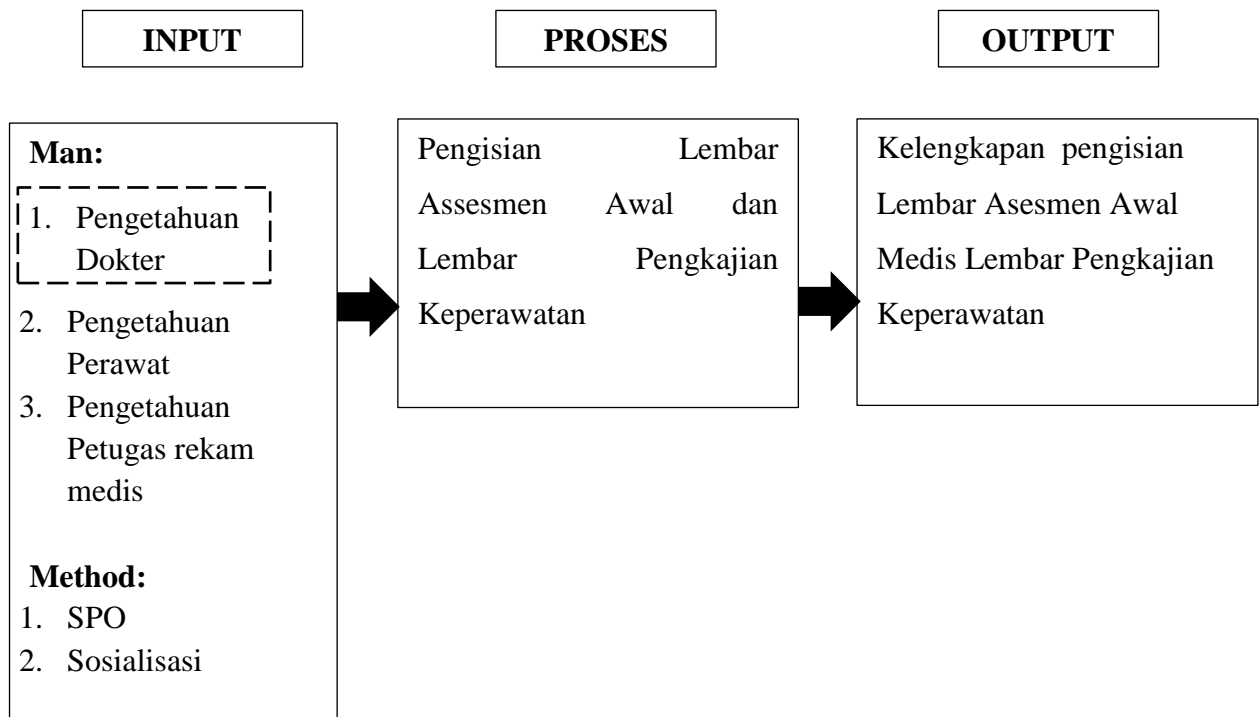 INPUT
PROSES
OUTPUT
Man:
1. Pengetahuan
Dokter
2. Pengetahuan
Perawat
3. Pengetahuan
Petugas rekam
medis
Method:
1. SPO
2. Sosialisasi
Pengisian Lembar
Assesmen Awal dan
Lembar Pengkajian
Keperawatan
Kelengkapan pengisian
Lembar Asesmen Awal
Medis Lembar Pengkajian
Keperawatan